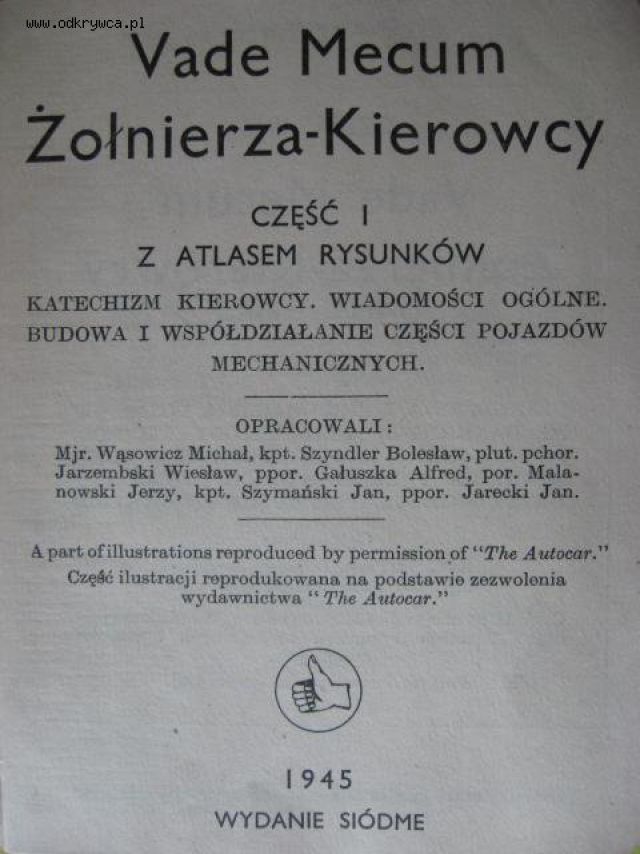 www.odkrywca.pl
Vade Mecum
Żołnierza-Kierowcy
CZĘŚĆ I
Z ATLASEM RYSUNKÓW
KATECHIZM KIEROWCY. WIADOMOŚCI OGÓLNE.
BUDOWA I WSPÓŁDZIAŁANIE CZĘŚCI POJAZDÓW
MECHANICZNYCH.
OPRACOWALI :
Mjr. Wąsowicz Michał, kpt. Szyndler Bolesław, plut. pchor.
Jarzembski Wiesław, ppor. Gałuszka Alfred, por. Mala-
nowski Jerzy, kpt. Szymański Jan, ppor. Jarecki Jan.
A part of illustrations reproduced by permission of "The Autocar."
Część ilustracji reprodukowana na podstawie zezwolenia
wydawnictwa " The Autocar."
1945
WYDANIE SIÓDME